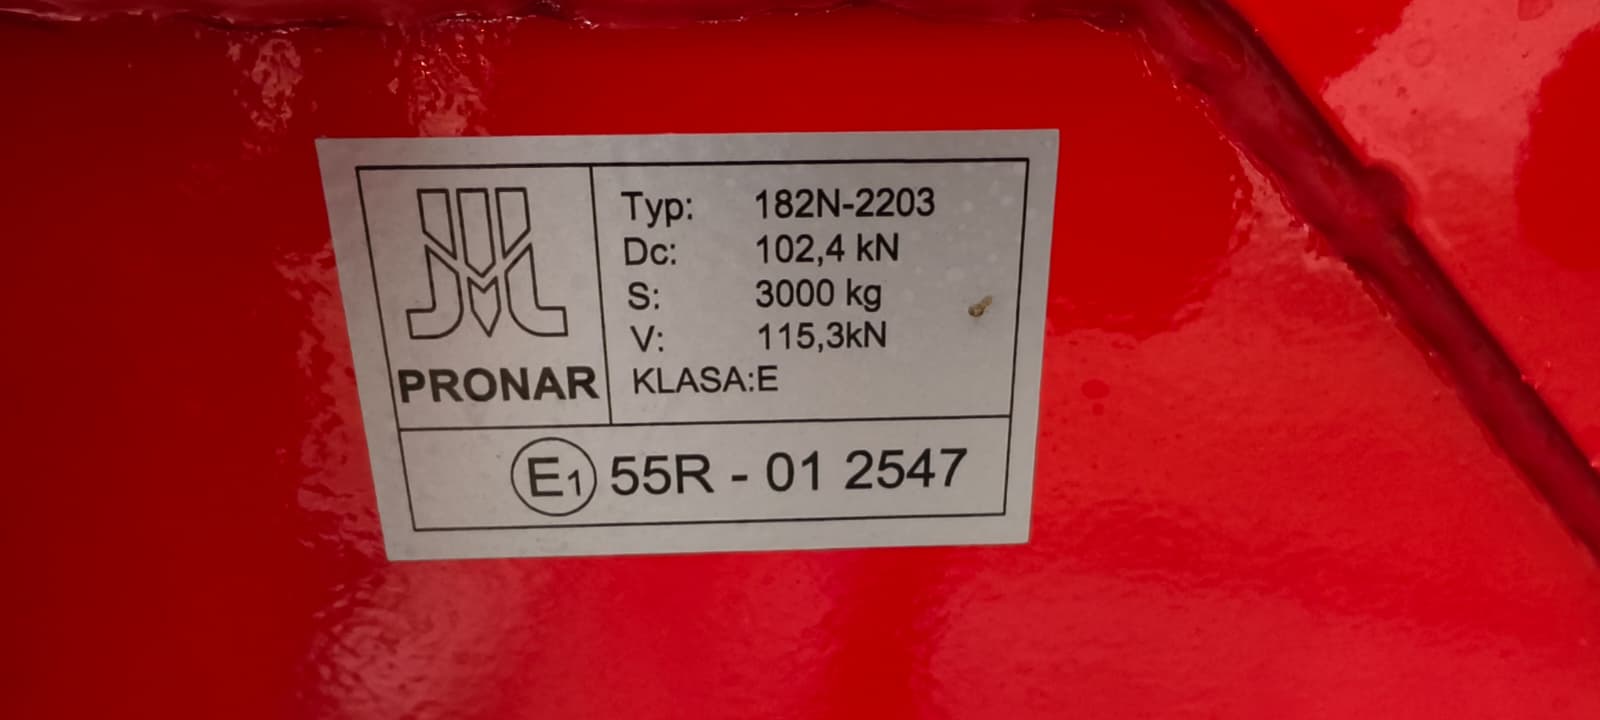 PRONAR
Typ: 182N-2203
Dc: 102,4 kN
S: 3000 kg
V: 115,3kN
KLASA:E
E1 55R - 01 2547